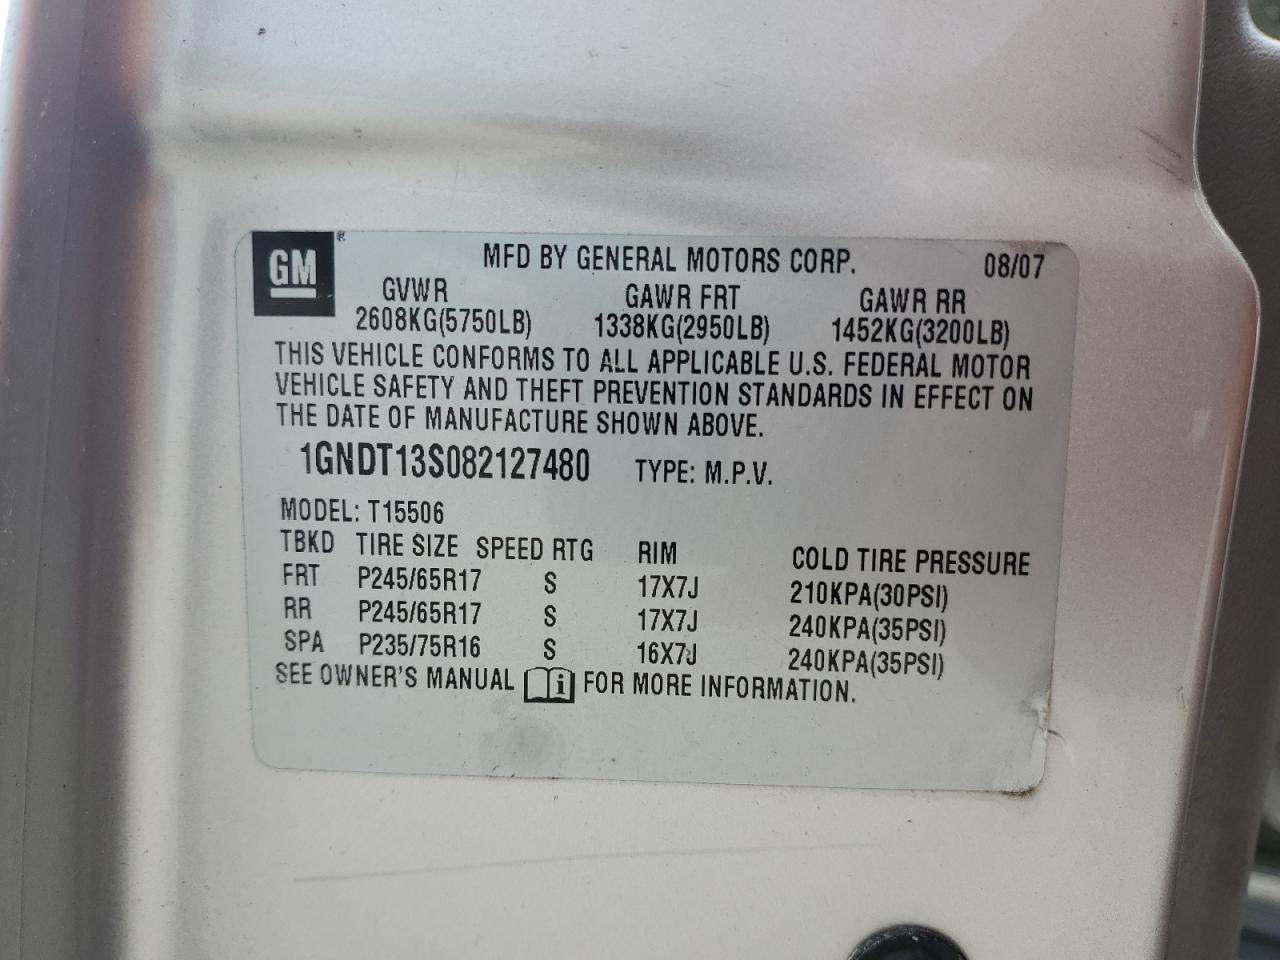 GM®
MFD BY GENERAL MOTORS CORP. 08/07
GVWR GAWR FRT GAWR RR
2608KG(5750LB) 1338KG(2950LB) 1452KG(3200LB)
THIS VEHICLE CONFORMS TO ALL APPLICABLE U.S. FEDERAL MOTOR
VEHICLE SAFETY AND THEFT PREVENTION STANDARDS IN EFFECT ON
THE DATE OF MANUFACTURE SHOWN ABOVE.
1GNDT13S082127480 TYPE: M.P.V.
MODEL: T15506
TBKD TIRE SIZE SPEED RTG RIM COLD TIRE PRESSURE
FRT P245/65R17 S 17X7J 210KPA(30PSI)
RR P245/65R17 S 17X7J 240KPA(35PSI)
SPA P235/75R16 S 16X7J 240KPA(35PSI)
SEE OWNER'S MANUAL i FOR MORE INFORMATION.